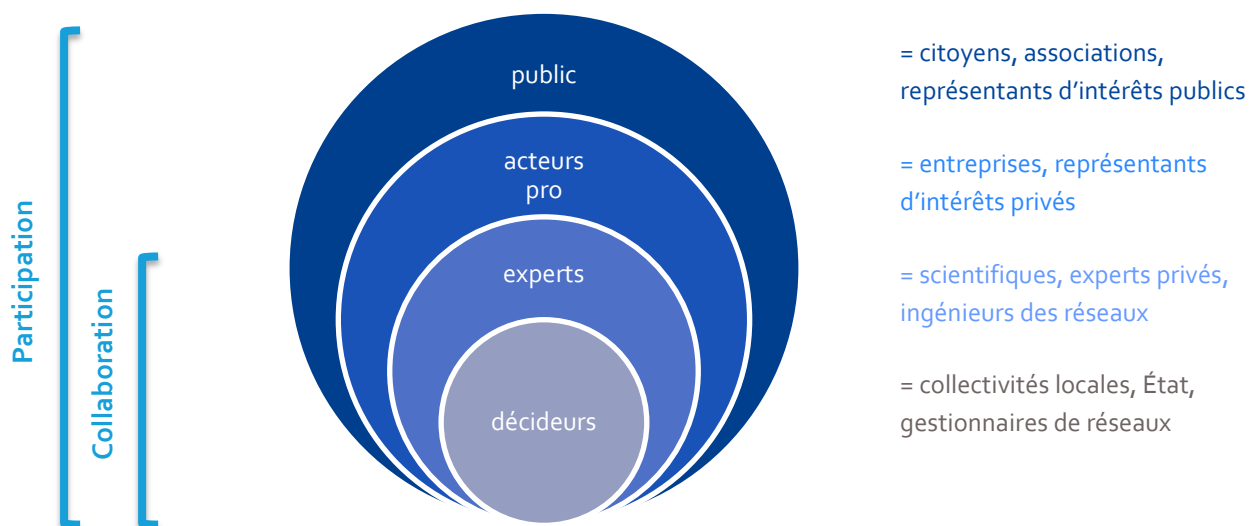 Participation
Collaboration
public
acteurs
pro
experts
décideurs
= citoyens, associations,
représentants d’intérêts publics
= entreprises, représentants
d’intérêts privés
= scientifiques, experts privés,
ingénieurs des réseaux
= collectivités locales, État,
gestionnaires de réseaux